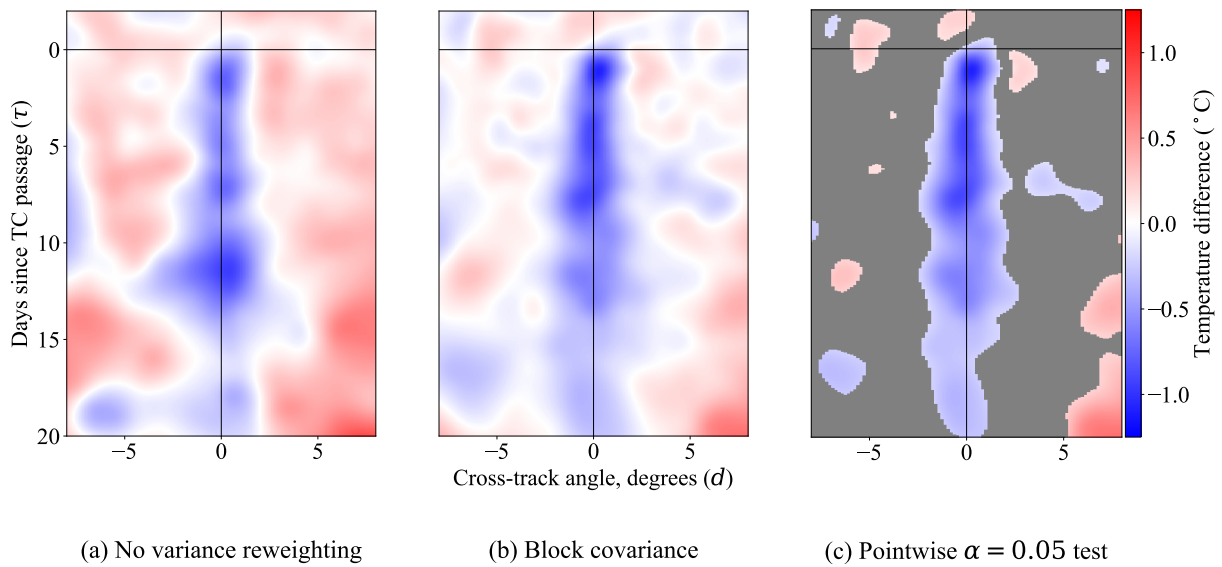 0
5
10
15
20
Days since TC passage (τ)
−5 0 5
−5 0 5
−5 0 5
Cross-track angle, degrees (d)
1.0
0.5
0.0
−0.5
−1.0
Temperature difference (°C)
(a) No variance reweighting
(b) Block covariance
(c) Pointwise α = 0.05 test